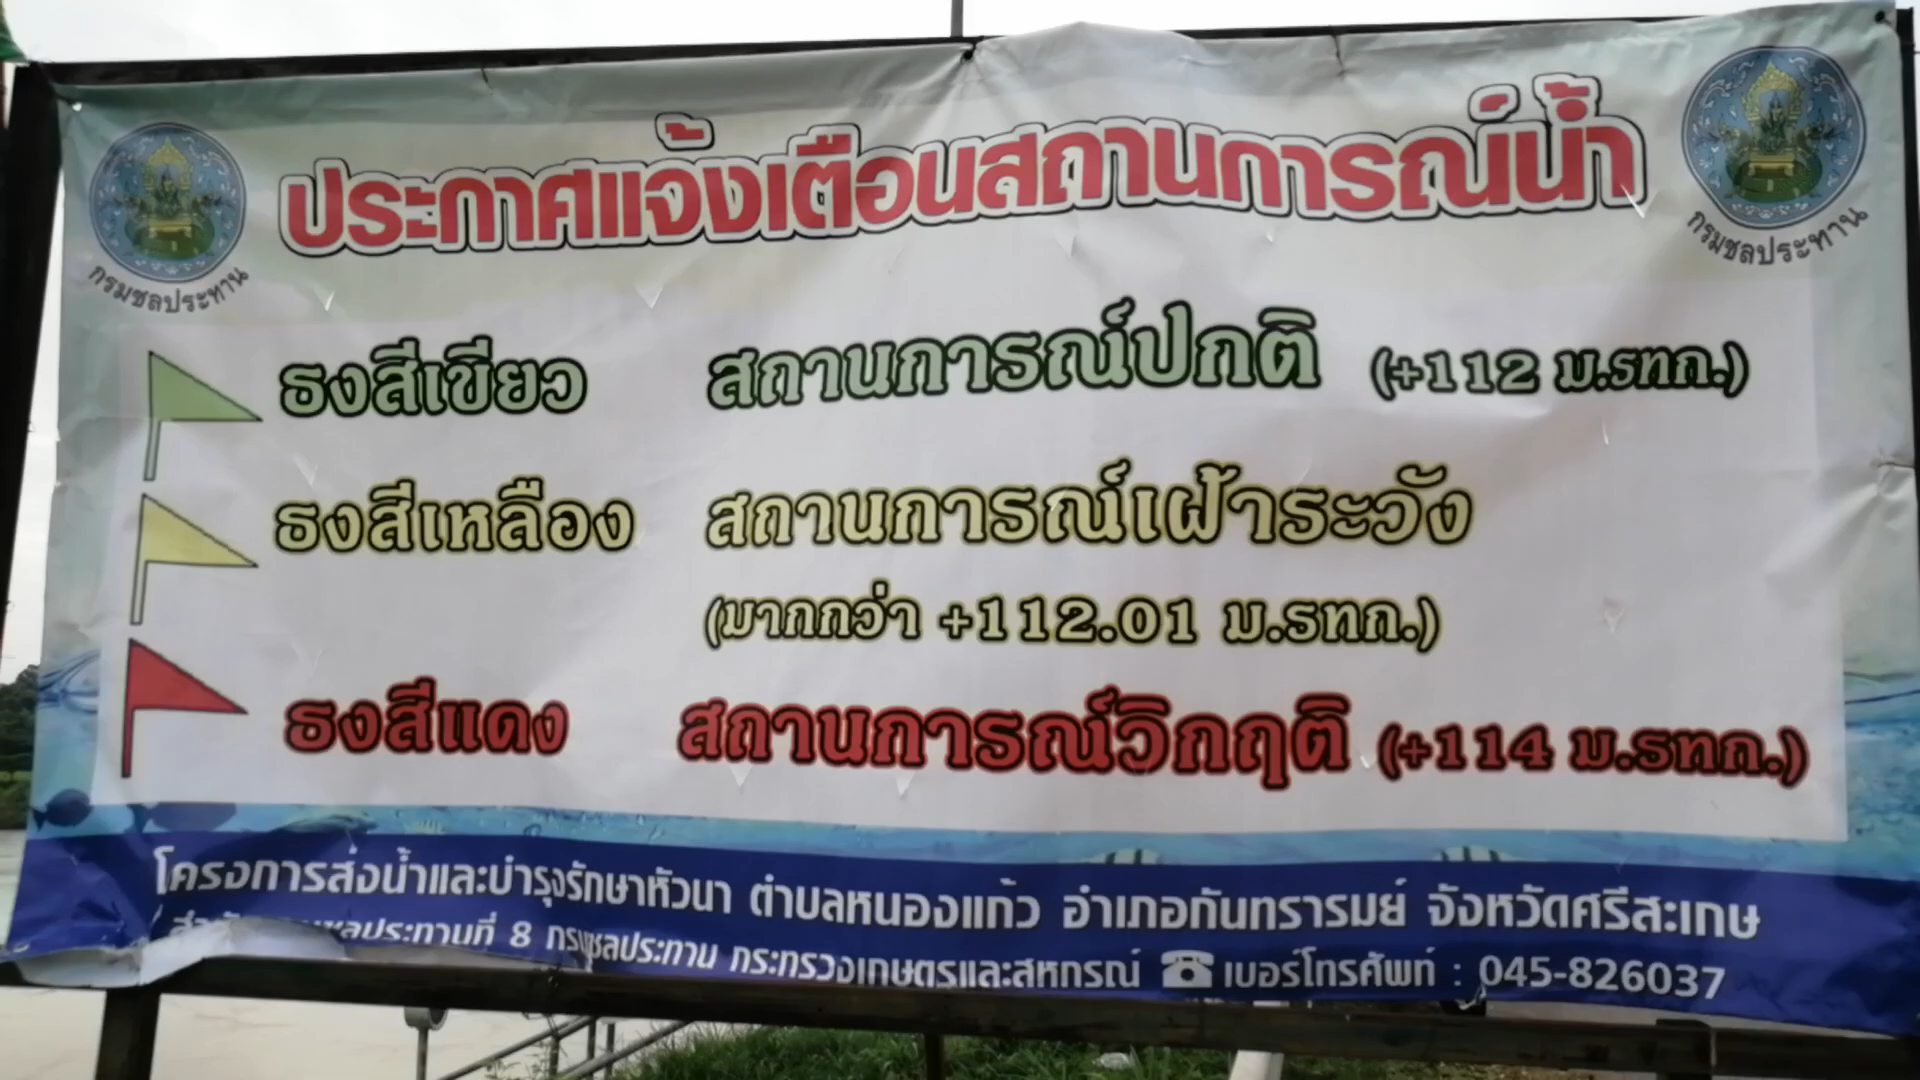 ประกาศแจ้งเตือนสถานการณ์น้ำ
กรมชลประทาน
กรมชลประทาน
ธงสีเขียว สถานการณ์ปกติ (+112 ม.รทก.)
ธงสีเหลือง สถานการณ์เฝ้าระวัง
(มากกว่า +112.01 ม.รทก.)
ธงสีแดง สถานการณ์วิกฤติ (+114 ม.รทก.)
โครงการส่งน้ำและบำรุงรักษาหัวนา ตำบลหนองแก้ว อำเภอกันทรารมย์ จังหวัดศรีสะเกษ
ชลประทานที่ 8 กรมชลประทาน กระทรวงเกษตรและสหกรณ์ ☎ เบอร์โทรศัพท์ : 045-826037